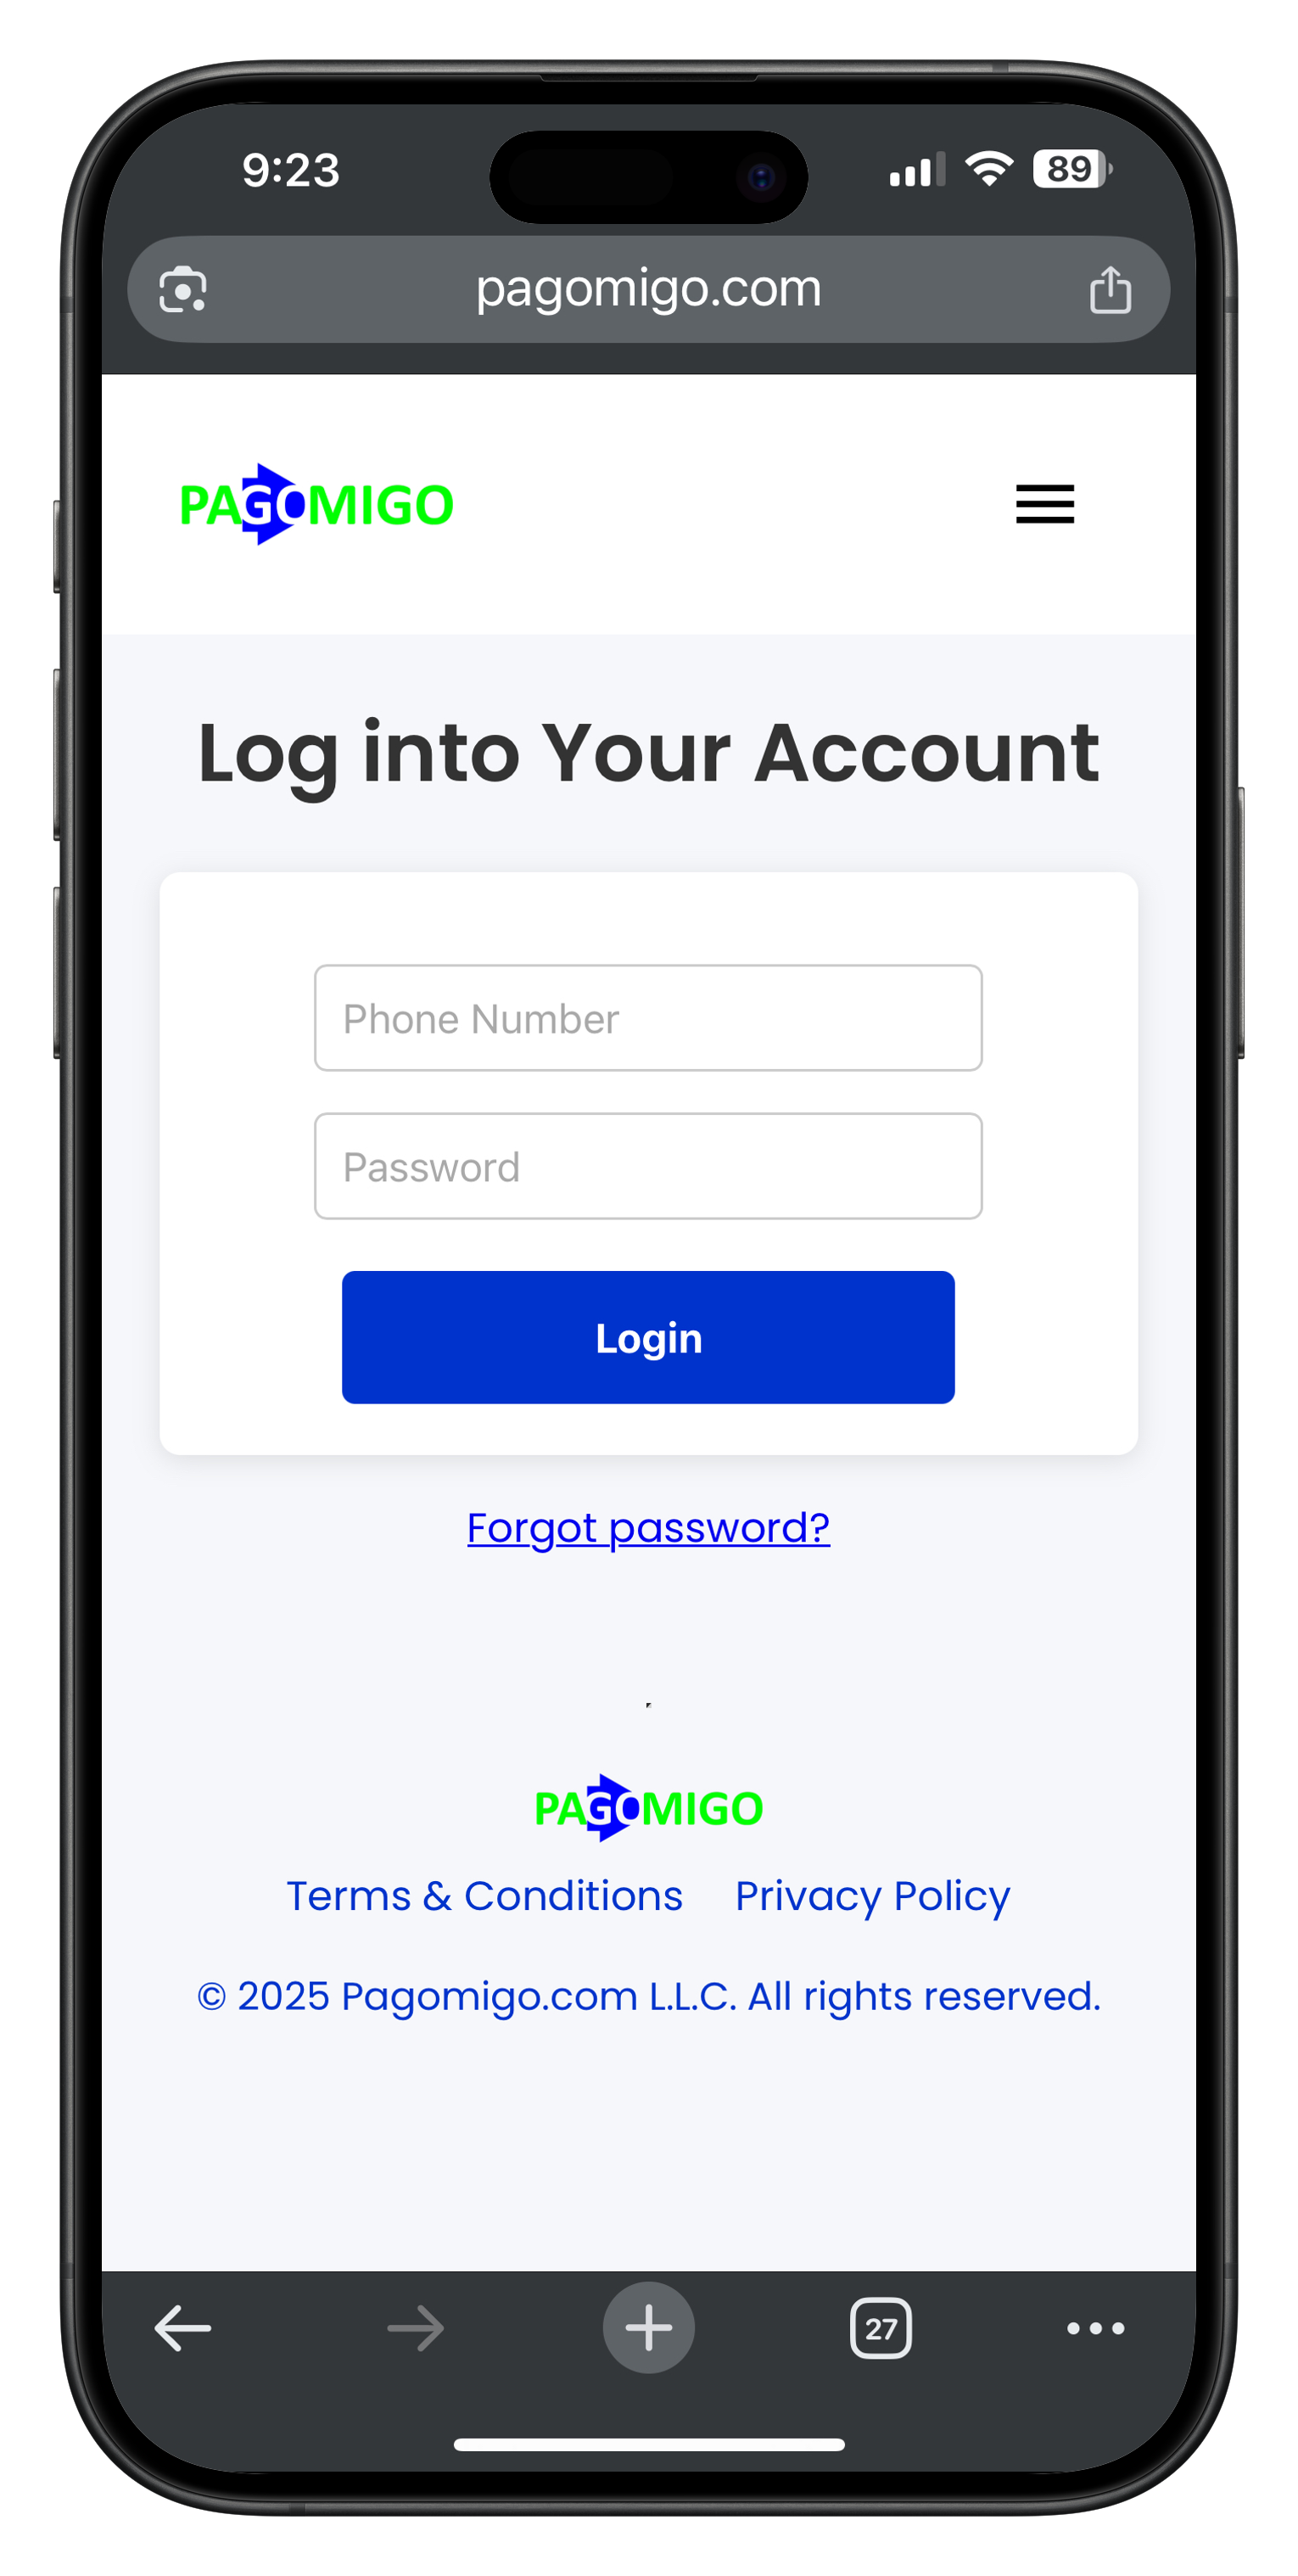 9:23
89
pagomigo.com
PAGOMIGO
Log into Your Account
Phone Number
Password
Login
Forgot password?
PAGOMIGO
Terms & Conditions Privacy Policy
© 2025 Pagomigo.com L.L.C. All rights reserved.
27